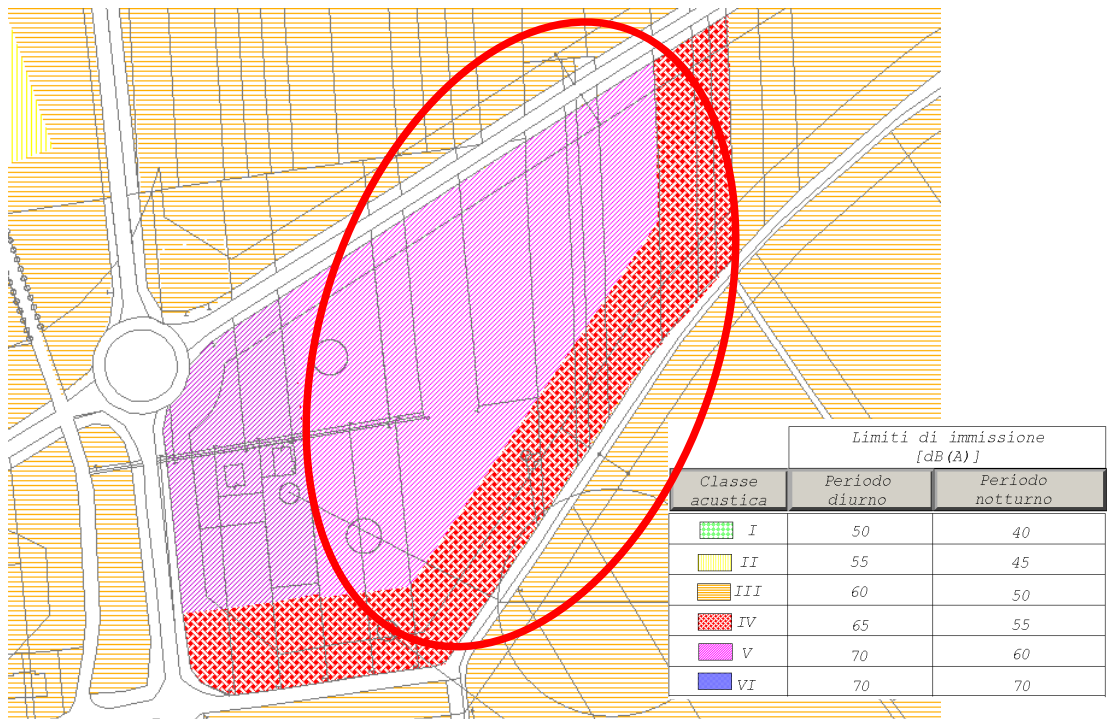 Limiti di immissione
[dB(A)]
Classe acustica Periodo diurno Periodo notturno
I 50 40
II 55 45
III 60 50
IV 65 55
V 70 60
VI 70 70